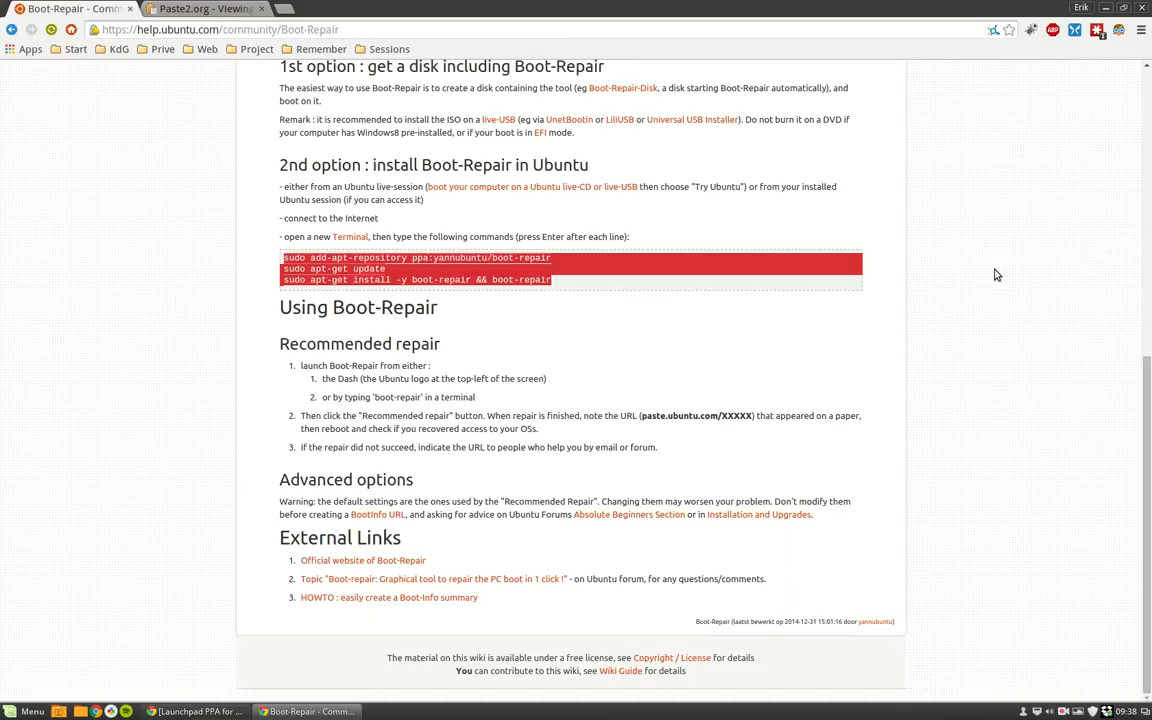 Boot-Repair - Comm
Paste2.org - Viewing
Erik
https://help.ubuntu.com/community/Boot-Repair
Apps
Start
KdG
Prive
Web
Project
Remember
Sessions
1st option : get a disk including Boot-Repair
The easiest way to use Boot-Repair is to create a disk containing the tool (eg Boot-Repair-Disk, a disk starting Boot-Repair automatically), and
boot on it.
Remark : it is recommended to install the ISO on a live-USB (eg via UnetBootin or LiliUSB or Universal USB Installer). Do not burn it on a DVD if
your computer has Windows8 pre-installed, or if your boot is in EFI mode.
2nd option : install Boot-Repair in Ubuntu
- either from an Ubuntu live-session (boot your computer on a Ubuntu live-CD or live-USB then choose "Try Ubuntu") or from your installed
Ubuntu session (if you can access it)
- connect to the Internet
- open a new Terminal, then type the following commands (press Enter after each line):
sudo add-apt-repository ppa:yannubuntu/boot-repair
sudo apt-get update
sudo apt-get install -y boot-repair && boot-repair
Using Boot-Repair
Recommended repair
1. launch Boot-Repair from either :
1. the Dash (the Ubuntu logo at the top-left of the screen)
2. or by typing 'boot-repair' in a terminal
2. Then click the "Recommended repair" button. When repair is finished, note the URL (paste.ubuntu.com/XXXXX) that appeared on a paper,
then reboot and check if you recovered access to your OSs.
3. If the repair did not succeed, indicate the URL to people who help you by email or forum.
Advanced options
Warning: the default settings are the ones used by the "Recommended Repair". Changing them may worsen your problem. Don't modify them
before creating a BootInfo URL, and asking for advice on Ubuntu Forums Absolute Beginners Section or in Installation and Upgrades.
External Links
1. Official website of Boot-Repair
2. Topic "Boot-repair: Graphical tool to repair the PC boot in 1 click !" - on Ubuntu forum, for any questions/comments.
3. HOWTO : easily create a Boot-Info summary
Boot-Repair (laatst bewerkt op 2014-12-31 15:01:16 door yannubuntu)
The material on this wiki is available under a free license, see Copyright / License for details
You can contribute to this wiki, see Wiki Guide for details
Menu
[Launchpad PPA for ...
Boot-Repair - Comm...
09:38